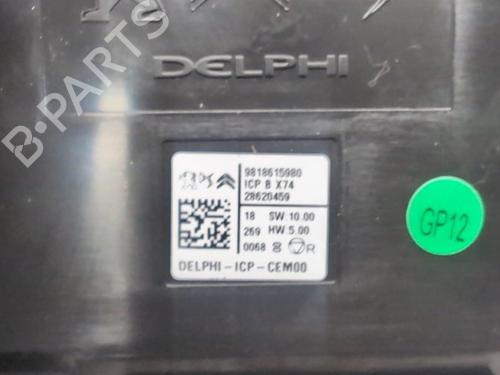 DELPHI
B-PARTS
9818615980
ICP B X74
28620459
18 SW 10.00
269 HW 5.00
0068 8 R
DELPHI-ICP-CEM00
GP12